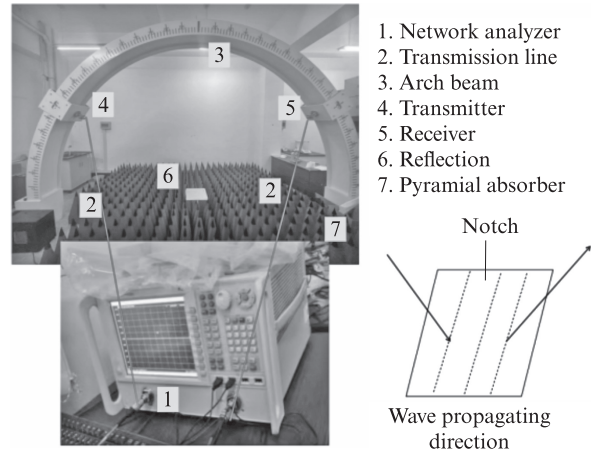 3
4
5
6
2
2
7
1
1. Network analyzer
2. Transmission line
3. Arch beam
4. Transmitter
5. Receiver
6. Reflection
7. Pyramial absorber
Notch
Wave propagating
direction